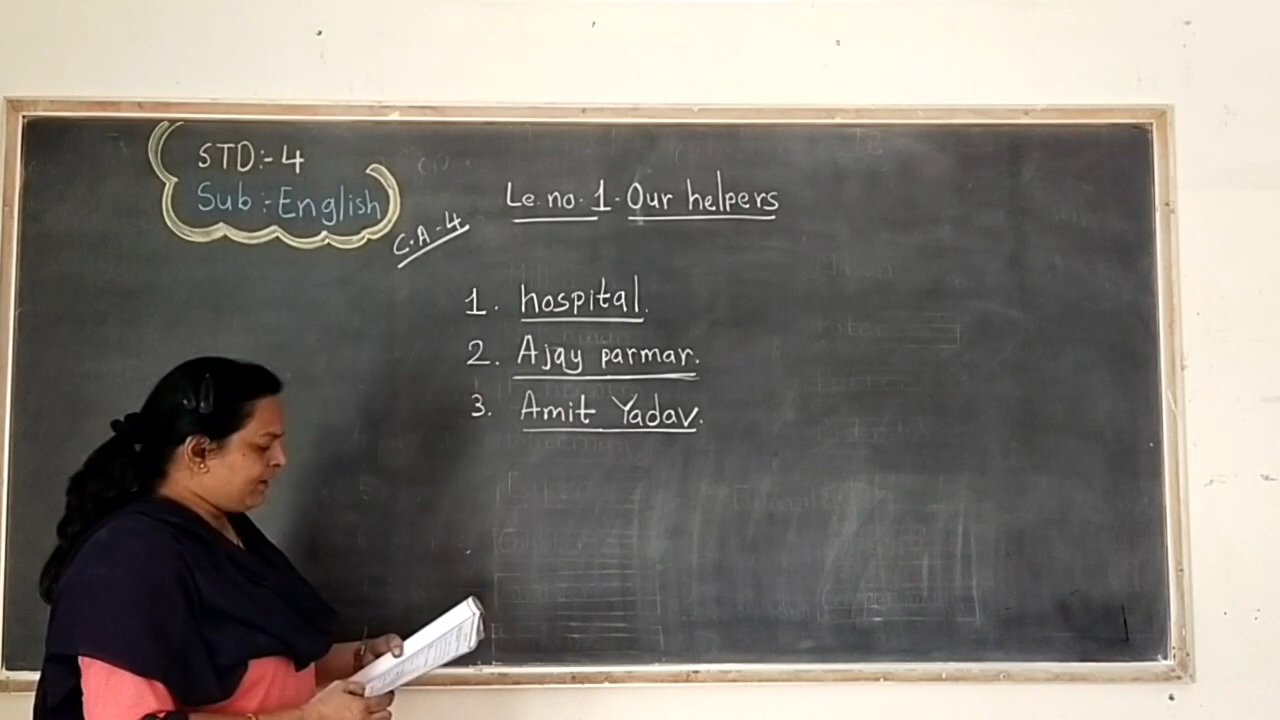 STD:- 4
Sub :- English
C.A-4
Le. no. 1. Our helpers
1. hospital.
2. Ajay parmar.
3. Amit Yadav.